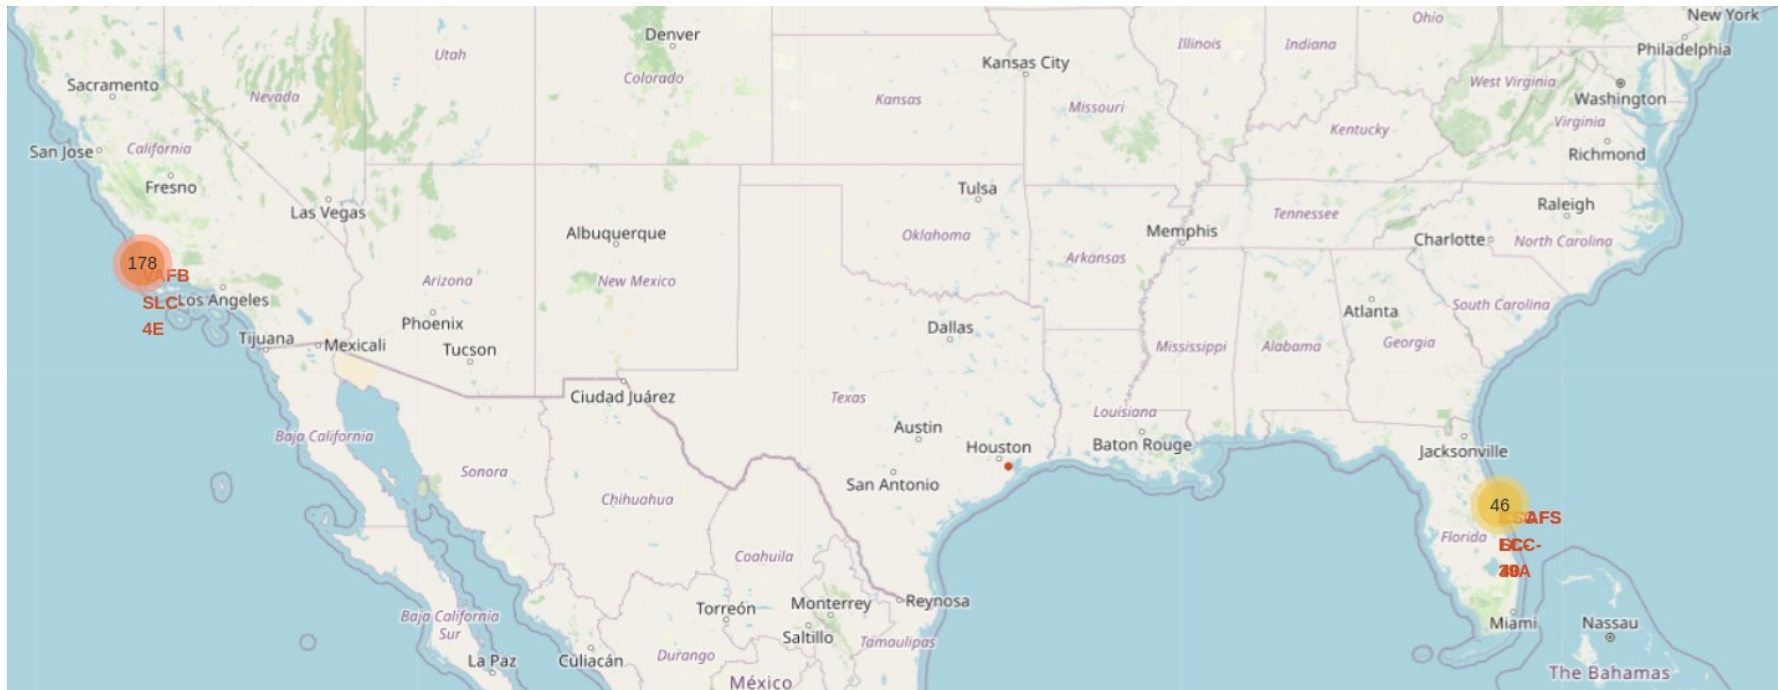 New York
Ohio
Denver
Illinois
Indiana
Utah
Philadelphia
Kansas City
Colorado
Sacramento
West Virginia
Nevada
Kansas
Washington
Missouri
Virginia
Kentucky
San Jose
California
Richmond
Fresno
Tulsa
Las Vegas
Raleigh
Tennessee
Albuquerque
Memphis
Oklahoma
Charlotte
North Carolina
Arkansas
178
VAFB
SLC-
4E
Arizona
New Mexico
Los Angeles
South Carolina
Atlanta
Phoenix
Dallas
Tijuana
Mexicali
Tucson
Mississippi
Alabama
Georgia
Ciudad Juárez
Texas
Louisiana
Austin
Baja California
Houston
Baton Rouge
Jacksonville
Sonora
San Antonio
Chihuahua
46
Florida
Coahuila
Torreón
Monterrey
Reynosa
Baja California
Sur
Saltillo
Tamaulipas
Miami
Nassau
La Paz
Culiacán
Durango
The Bahamas
México